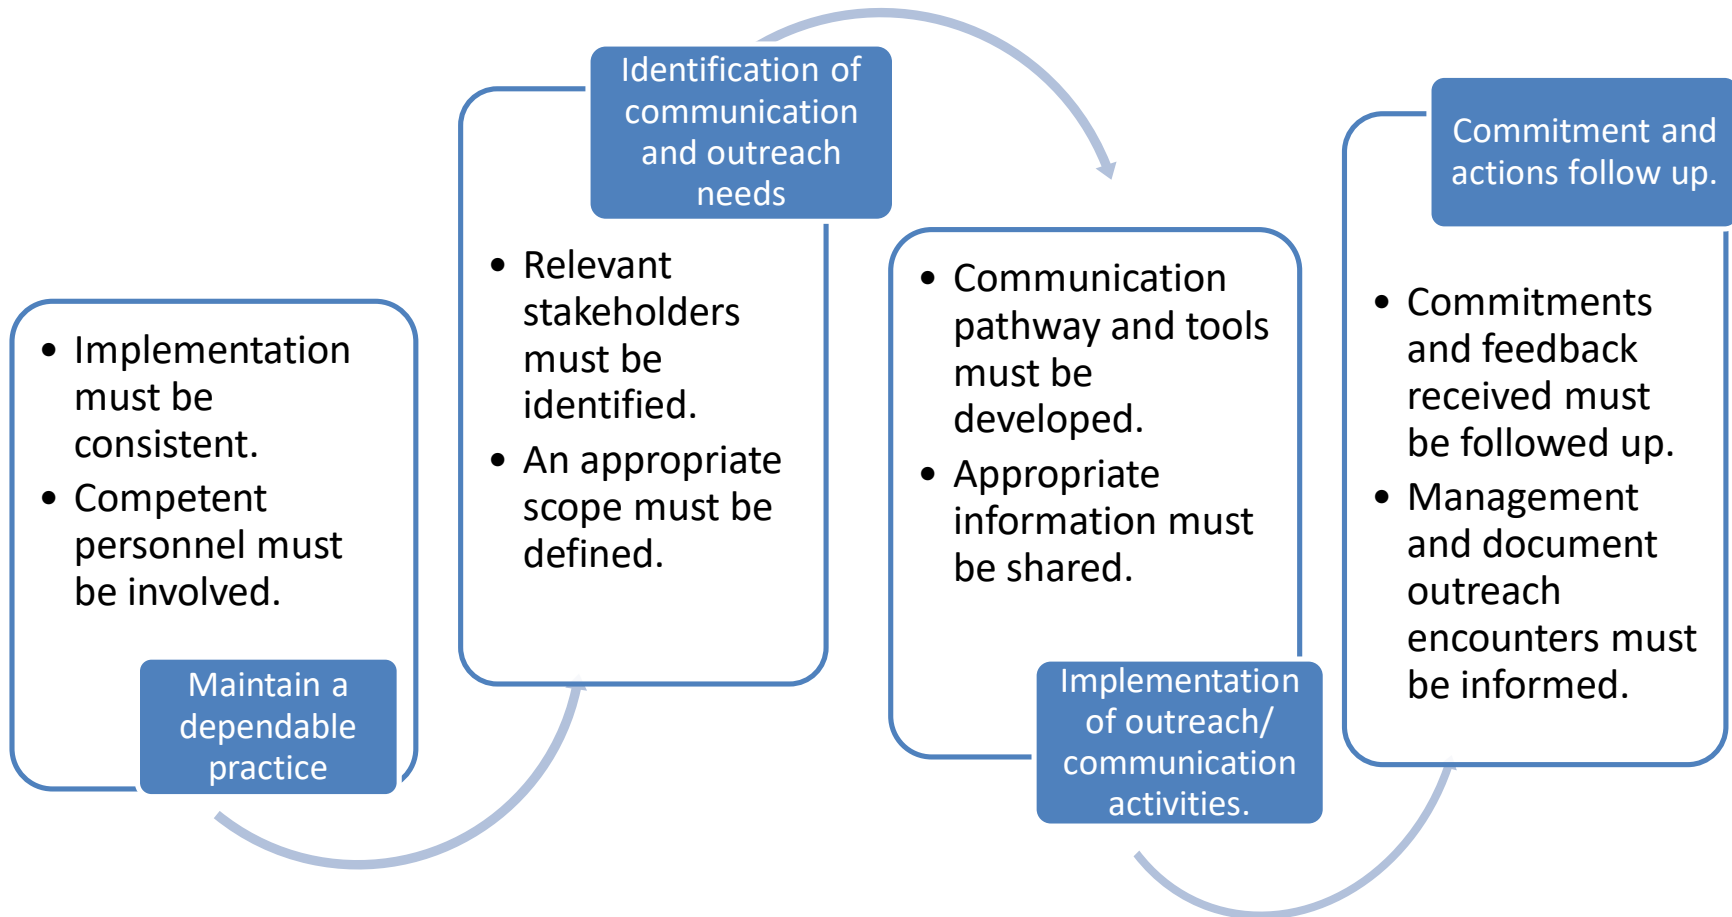 • Implementation
must be
consistent.
• Competent
personnel must
be involved.
Maintain a
dependable
practice
Identification of
communication
and outreach
needs
• Relevant
stakeholders
must be
identified.
• An appropriate
scope must be
defined.
• Communication
pathway and tools
must be
developed.
• Appropriate
information must
be shared.
Implementation
of outreach/
communication
activities.
Commitment and
actions follow up.
• Commitments
and feedback
received must
be followed up.
• Management
and document
outreach
encounters must
be informed.